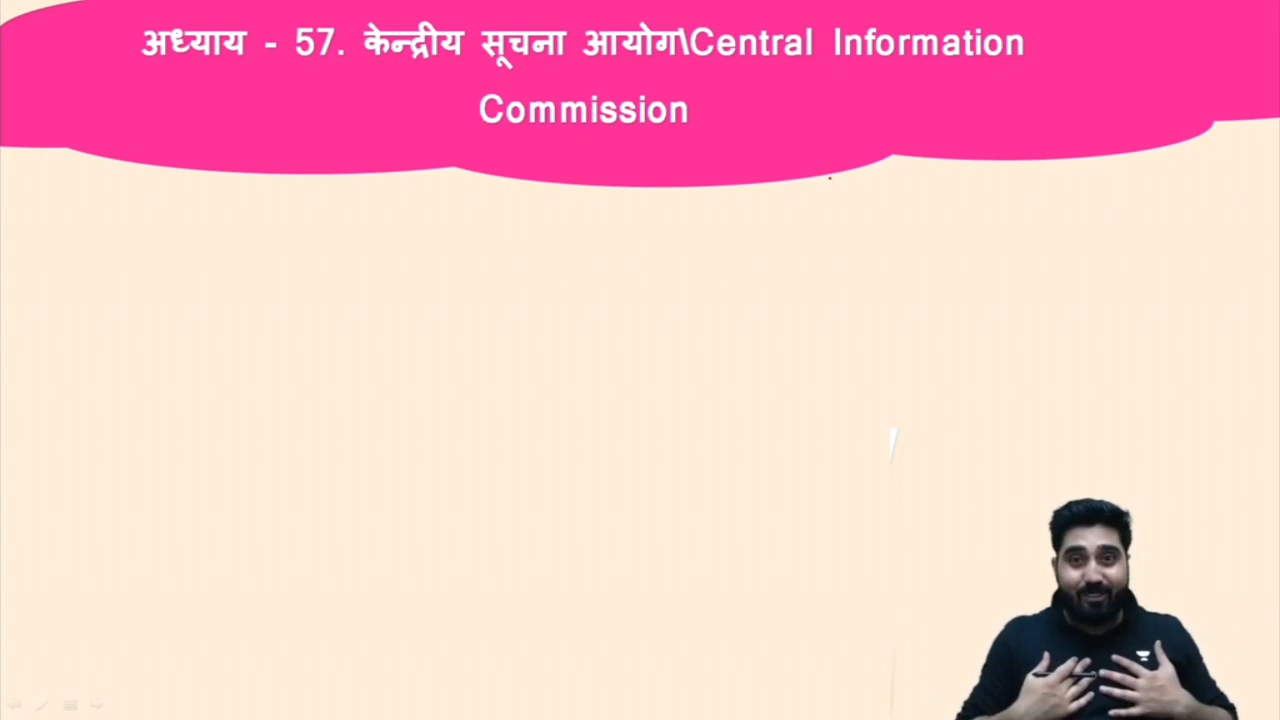 अध्याय - 57. केन्द्रीय सूचना आयोग\Central Information
Commission